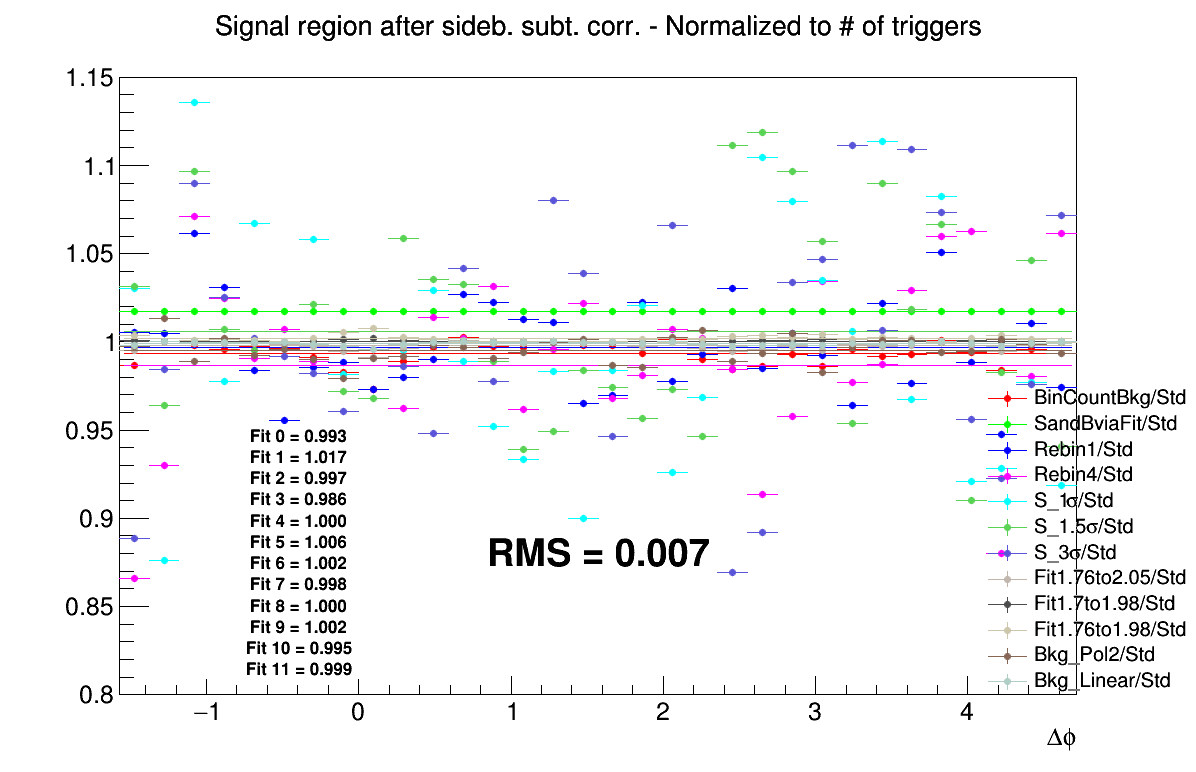 Signal region after sideb. subt. corr. - Normalized to # of triggers
1.15
1.1
1.05
1
0.95
0.9
0.85
0.8
−1
0
1
2
3
4
Δϕ
Fit 0 = 0.993
Fit 1 = 1.017
Fit 2 = 0.997
Fit 3 = 0.986
Fit 4 = 1.000
Fit 5 = 1.006
Fit 6 = 1.002
Fit 7 = 0.998
Fit 8 = 1.000
Fit 9 = 1.002
Fit 10 = 0.995
Fit 11 = 0.999
RMS = 0.007
BinCountBkg/Std
SandBviaFit/Std
Rebin1/Std
Rebin4/Std
S_1σ/Std
S_1.5σ/Std
S_3σ/Std
Fit1.76to2.05/Std
Fit1.7to1.98/Std
Fit1.76to1.98/Std
Bkg_Pol2/Std
Bkg_Linear/Std